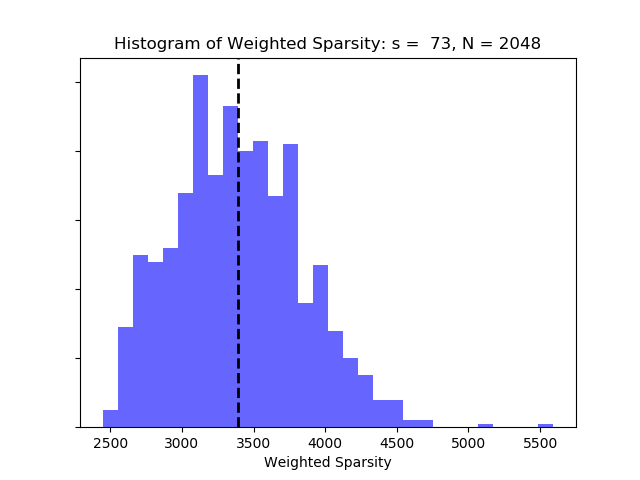 Histogram of Weighted Sparsity: s =  73, N = 2048
2500 3000 3500 4000 4500 5000 5500
Weighted Sparsity